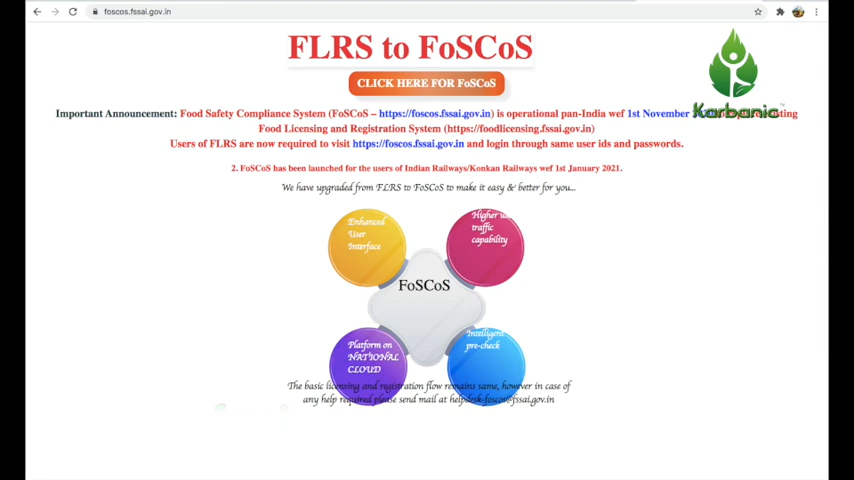 foscos.fssai.gov.in
FLRS to FoSCoS
CLICK HERE FOR FoSCoS
Karbanic
Important Announcement: Food Safety Compliance System (FoSCoS – https://foscos.fssai.gov.in) is operational pan-India wef 1st November
Food Licensing and Registration System (https://foodlicensing.fssai.gov.in)
Users of FLRS are now required to visit https://foscos.fssai.gov.in and login through same user ids and passwords.
2. FoSCoS has been launched for the users of Indian Railways/Konkan Railways wef 1st January 2021.
We have upgraded from FLRS to FoSCoS to make it easy & better for you...
Enhanced
User
Interface
Higher
traffic
capability
FoSCoS
Platform on
NATIONAL
CLOUD
Intelligent
pre-check
The basic licensing and registration flow remains same, however in case of
any help required please send mail at helpdesk-foscos@fssai.gov.in